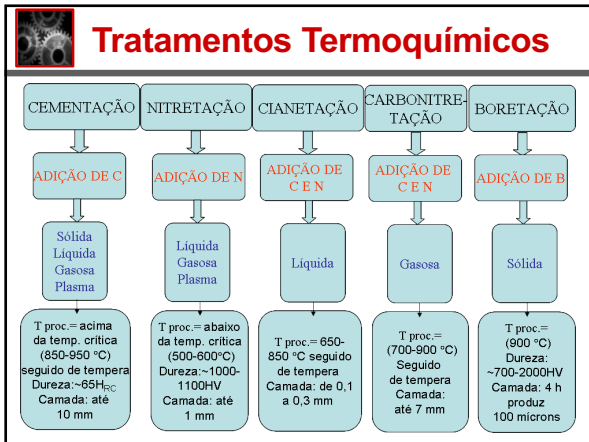 Tratamentos Termoquímicos
CEMENTAÇÃO
NITRETAÇÃO
CIANETAÇÃO
CARBONITRE-
TAÇÃO
BORETAÇÃO
ADIÇÃO DE C
ADIÇÃO DE N
ADIÇÃO DE
C E N
ADIÇÃO DE
C E N
ADIÇÃO DE B
Sólida
Líquida
Gasosa
Plasma
Líquida
Gasosa
Plasma
Líquida
Gasosa
Sólida
T proc.= acima
da temp. crítica
(850-950 °C)
seguido de tempera
Dureza:~65HRC
Camada: até
10 mm
T proc.= abaixo
da temp. crítica
(500-600°C)
Dureza:~1000-
1100HV
Camada: até
1 mm
T proc.= 650-
850 °C seguido
de tempera
Camada: de 0,1
a 0,3 mm
T proc.=
(700-900 °C)
Seguido
de tempera
Camada:
até 7 mm
T proc.=
(900 °C)
Dureza:
~700-2000HV
Camada: 4 h
produz
100 mícrons